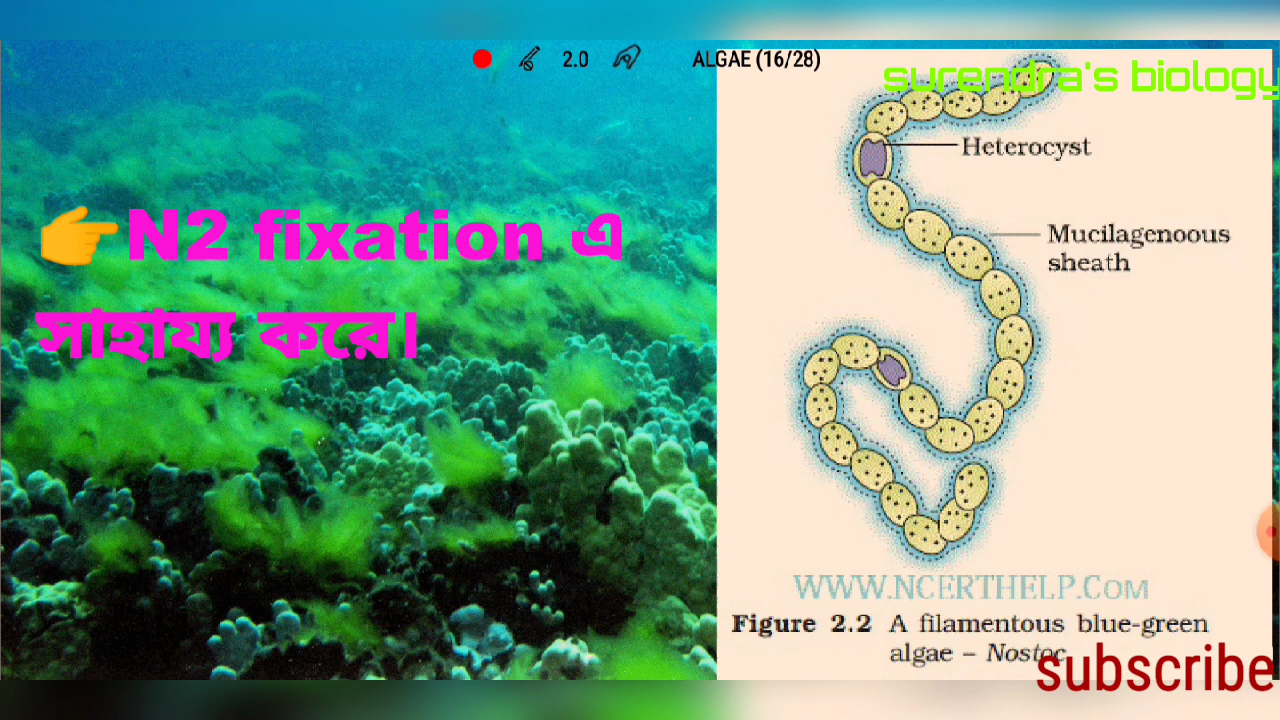 2.0
ALGAE (16/28)
surendra's biology
👉N2 fixation এ
সাহায্য করে।
Heterocyst
Mucilagenoous
sheath
WWW.NCERTHELP.COM
Figure 2.2 A filamentous blue-green
algae – Nostoc
subscribe